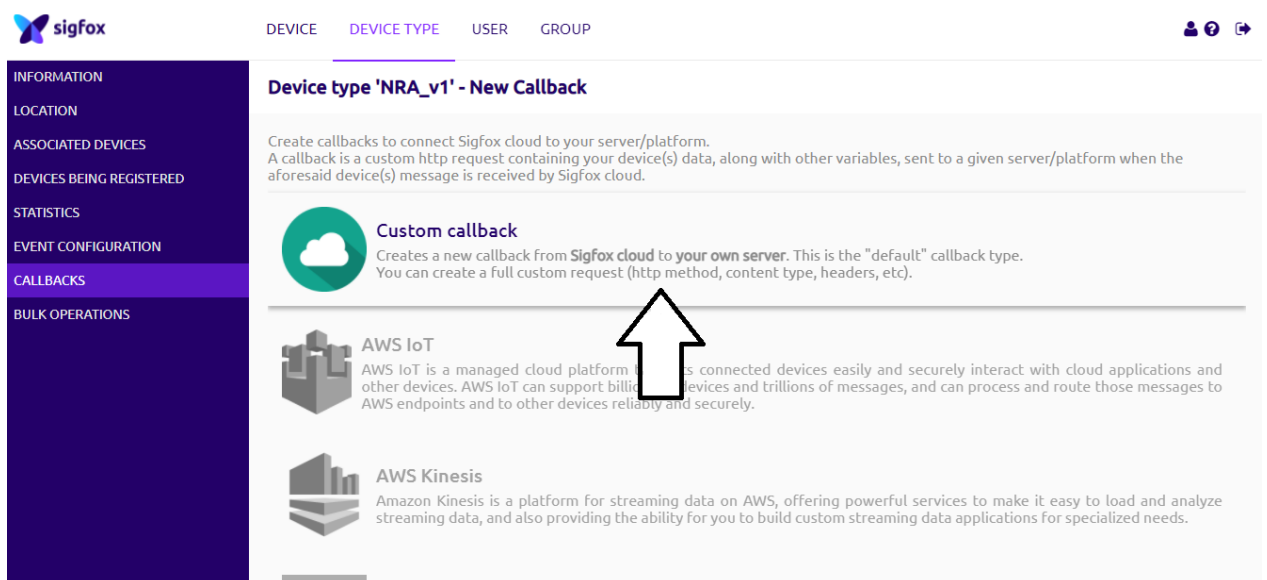 sigfox
DEVICE DEVICE TYPE USER GROUP
INFORMATION
LOCATION
ASSOCIATED DEVICES
DEVICES BEING REGISTERED
STATISTICS
EVENT CONFIGURATION
CALLBACKS
BULK OPERATIONS
Device type 'NRA_v1' - New Callback
Create callbacks to connect Sigfox cloud to your server/platform.
A callback is a custom http request containing your device(s) data, along with other variables, sent to a given server/platform when the
aforesaid device(s) message is received by Sigfox cloud.
Custom callback
Creates a new callback from Sigfox cloud to your own server. This is the "default" callback type.
You can create a full custom request (http method, content type, headers, etc).
AWS IoT
AWS IoT is a managed cloud platform connected devices easily and securely interact with cloud applications and
other devices. AWS IoT can support devices and trillions of messages, and can process and route those messages to
AWS endpoints and to other devices reliably and securely.
AWS Kinesis
Amazon Kinesis is a platform for streaming data on AWS, offering powerful services to make it easy to load and analyze
streaming data, and also providing the ability for you to build custom streaming data applications for specialized needs.